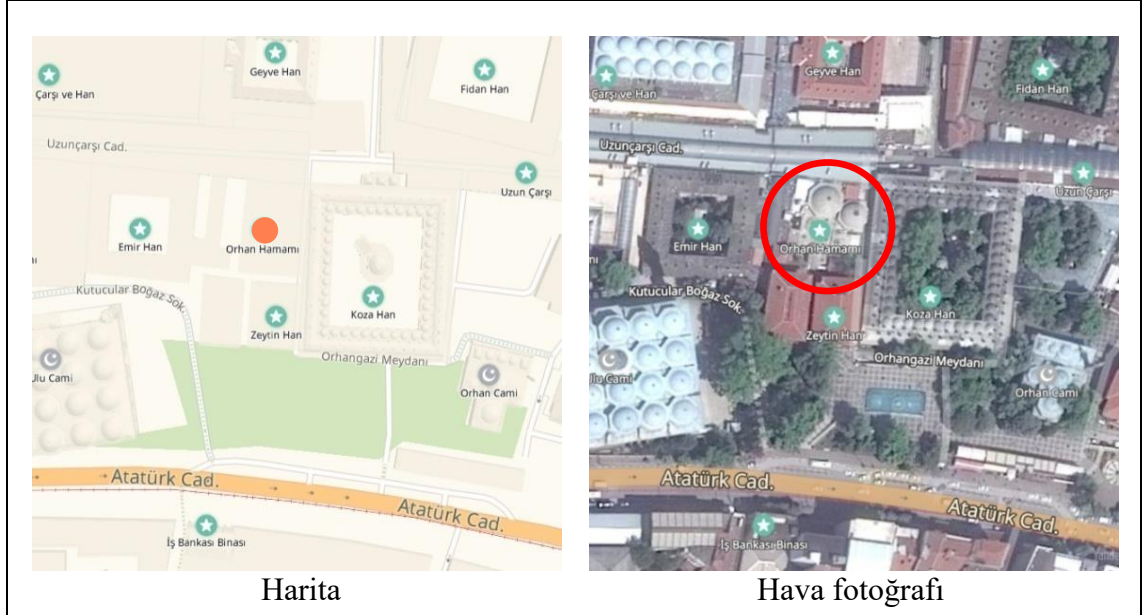 Geyve Han
Çarşı ve Han
Fidan Han
Uzunçarşı Cad.
Uzun Çarşı
Emir Han
Orhan Hamamı
Kutucular Boğaz Sok.
Koza Han
Zeytin Han
Orhangazi Meydanı
Ulu Cami
Orhan Cami
Atatürk Cad.
Atatürk Cad.
İş Bankası Binası
Harita
Geyve Han
Çarşı ve Han
Fidan Han
Uzunçarşı Cad.
Uzun Çarşı
Emir Han
Orhan Hamamı
Kutucular Boğaz Sok.
Koza Han
Zeytin Han
Orhangazi Meydanı
Ulu Cami
Orhan Cami
Atatürk Cad.
Atatürk Cad.
İş Bankası Binası
Hava fotoğrafı